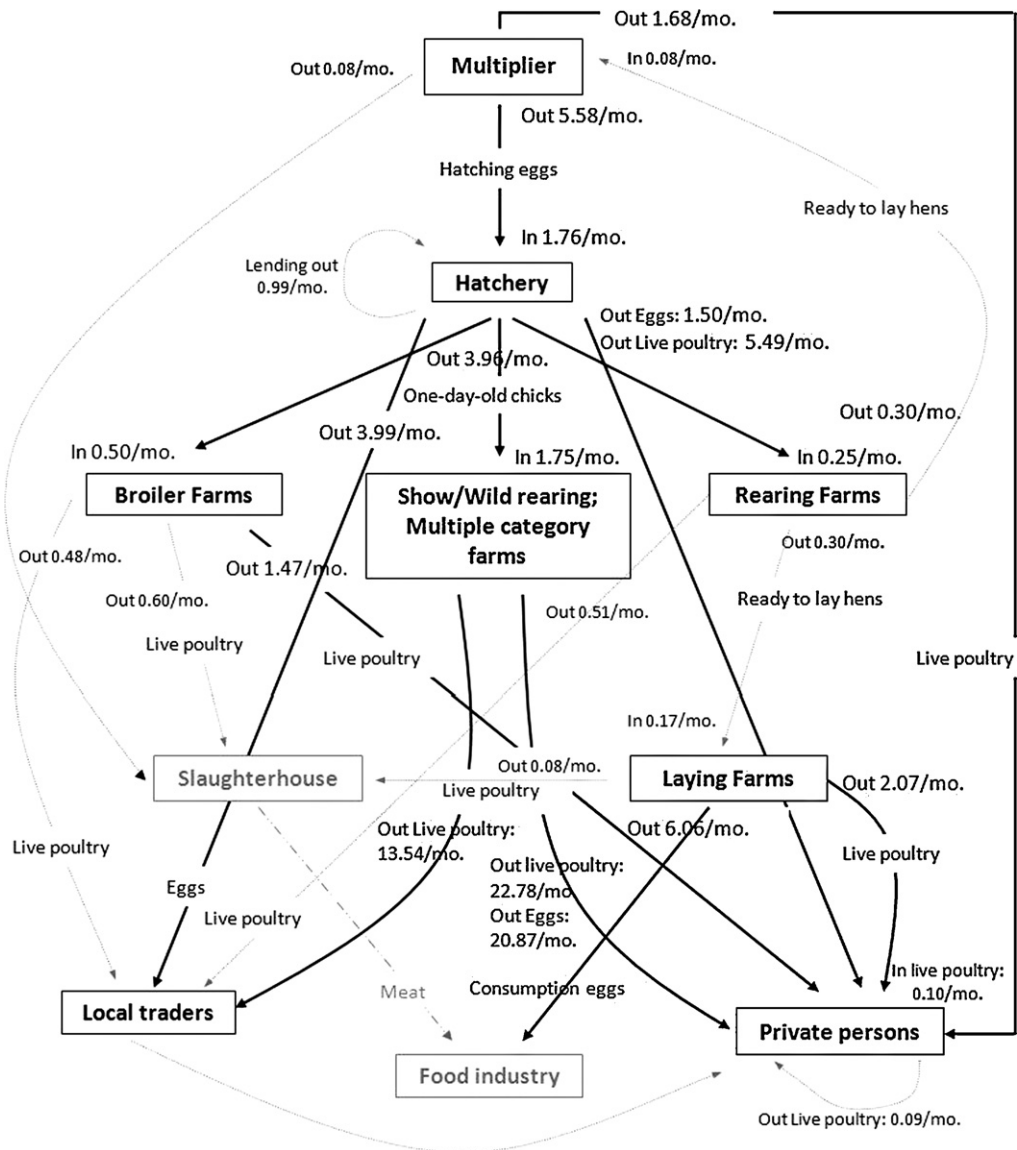 Out 1.68/mo.
Out 0.08/mo.
Multiplier
In 0.08/mo.
Out 5.58/mo.
Hatching eggs
Ready to lay hens
In 1.76/mo.
Lending out
0.99/mo.
Hatchery
Out Eggs: 1.50/mo.
Out Live poultry: 5.49/mo.
Out 3.96/mo.
One-day-old chicks
Out 3.99/mo.
Out 0.30/mo.
In 0.50/mo.
In 1.75/mo.
In 0.25/mo.
Broiler Farms
Show/Wild rearing;
Multiple category
farms
Rearing Farms
Out 0.48/mo.
Out 1.47/mo.
Out 0.30/mo.
Out 0.60/mo.
Out 0.51/mo.
Ready to lay hens
Live poultry
Live poultry
Live poultry
In 0.17/mo.
Slaughterhouse
Out 0.08/mo.
Live poultry
Laying Farms
Out 2.07/mo.
Out Live poultry:
13.54/mo.
Out 6.06/mo.
Live poultry
Live poultry
Out live poultry:
22.78/mo
Out Eggs:
20.87/mo.
Eggs
Live poultry
Meat
Consumption eggs
In live poultry:
0.10/mo.
Local traders
Private persons
Food industry
Out Live poultry: 0.09/mo.